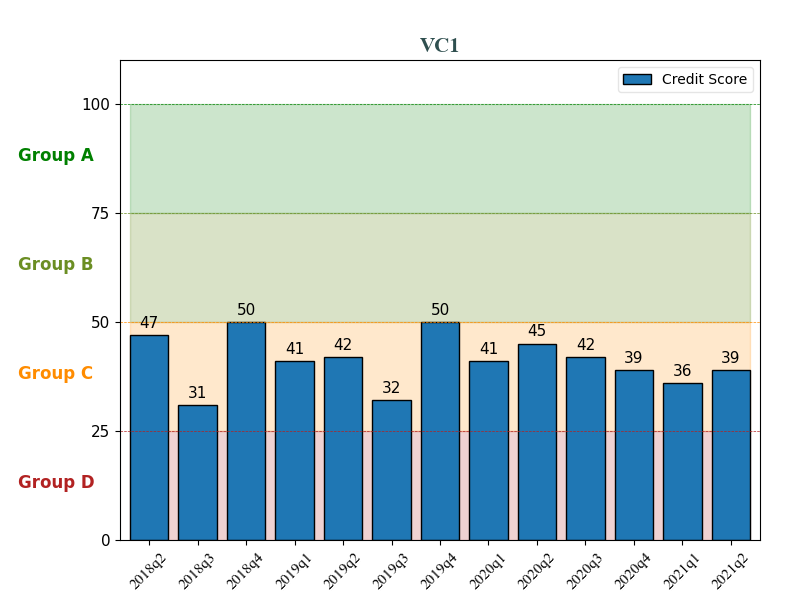 VC1
Credit Score
100
Group A
75
Group B
50
Group C
25
Group D
0
47
31
50
41
42
32
50
41
45
42
39
36
39
2018q2
2018q3
2018q4
2019q1
2019q2
2019q3
2019q4
2020q1
2020q2
2020q3
2020q4
2021q1
2021q2